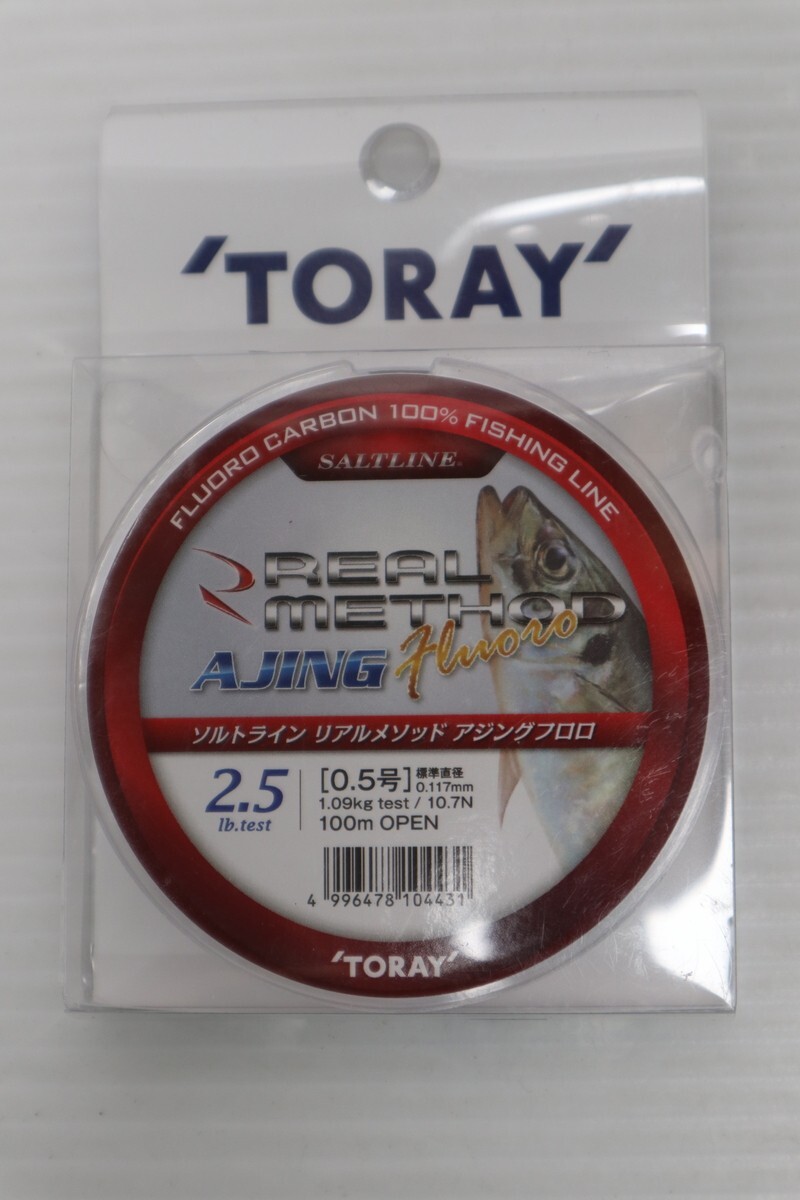 'TORAY'
FLUORO CARBON 100% FISHING LINE
SALTLINE®
REAL
METHOD
AJING Fluoro
ソルトライン リアルメソッド アジングフロロ
2.5
lb.test
[0.5号] 標準直径 0.117mm
1.09kg test / 10.7N
100m OPEN
4 996478 104431
'TORAY'